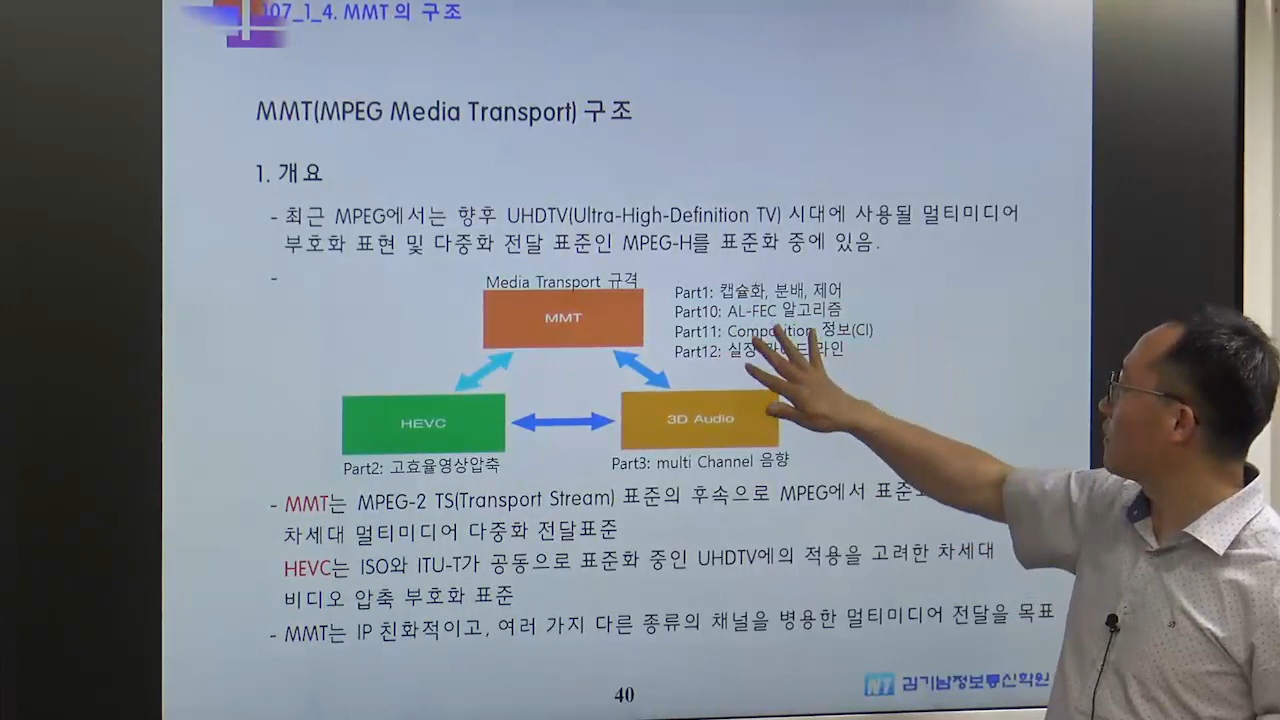 107_1_4. MMT의 구조
MMT(MPEG Media Transport) 구조
1. 개요
- 최근 MPEG에서는 향후 UHDTV(Ultra-High-Definition TV) 시대에 사용될 멀티미디어
부호화 표현 및 다중화 전달 표준인 MPEG-H를 표준화 중에 있음.
-
Media Transport 규격
MMT
Part1: 캡슐화, 분배, 제어
Part10: AL-FEC 알고리즘
Part11: Composition 정보(CI)
Part12: 라인
HEVC
3D Audio
Part2: 고효율영상압축
Part3: multi Channel 음향
- MMT는 MPEG-2 TS(Transport Stream) 표준의 후속으로 MPEG에서
차세대 멀티미디어 다중화 전달표준
HEVC는 ISO와 ITU-T가 공동으로 표준화 중인 UHDTV에의 적용을 고려한 차세대
비디오 압축 부호화 표준
- MMT는 IP 친화적이고, 여러 가지 다른 종류의 채널을 병용한 멀티미디어 전달을 목표
NT 김기남정보통신학원
40